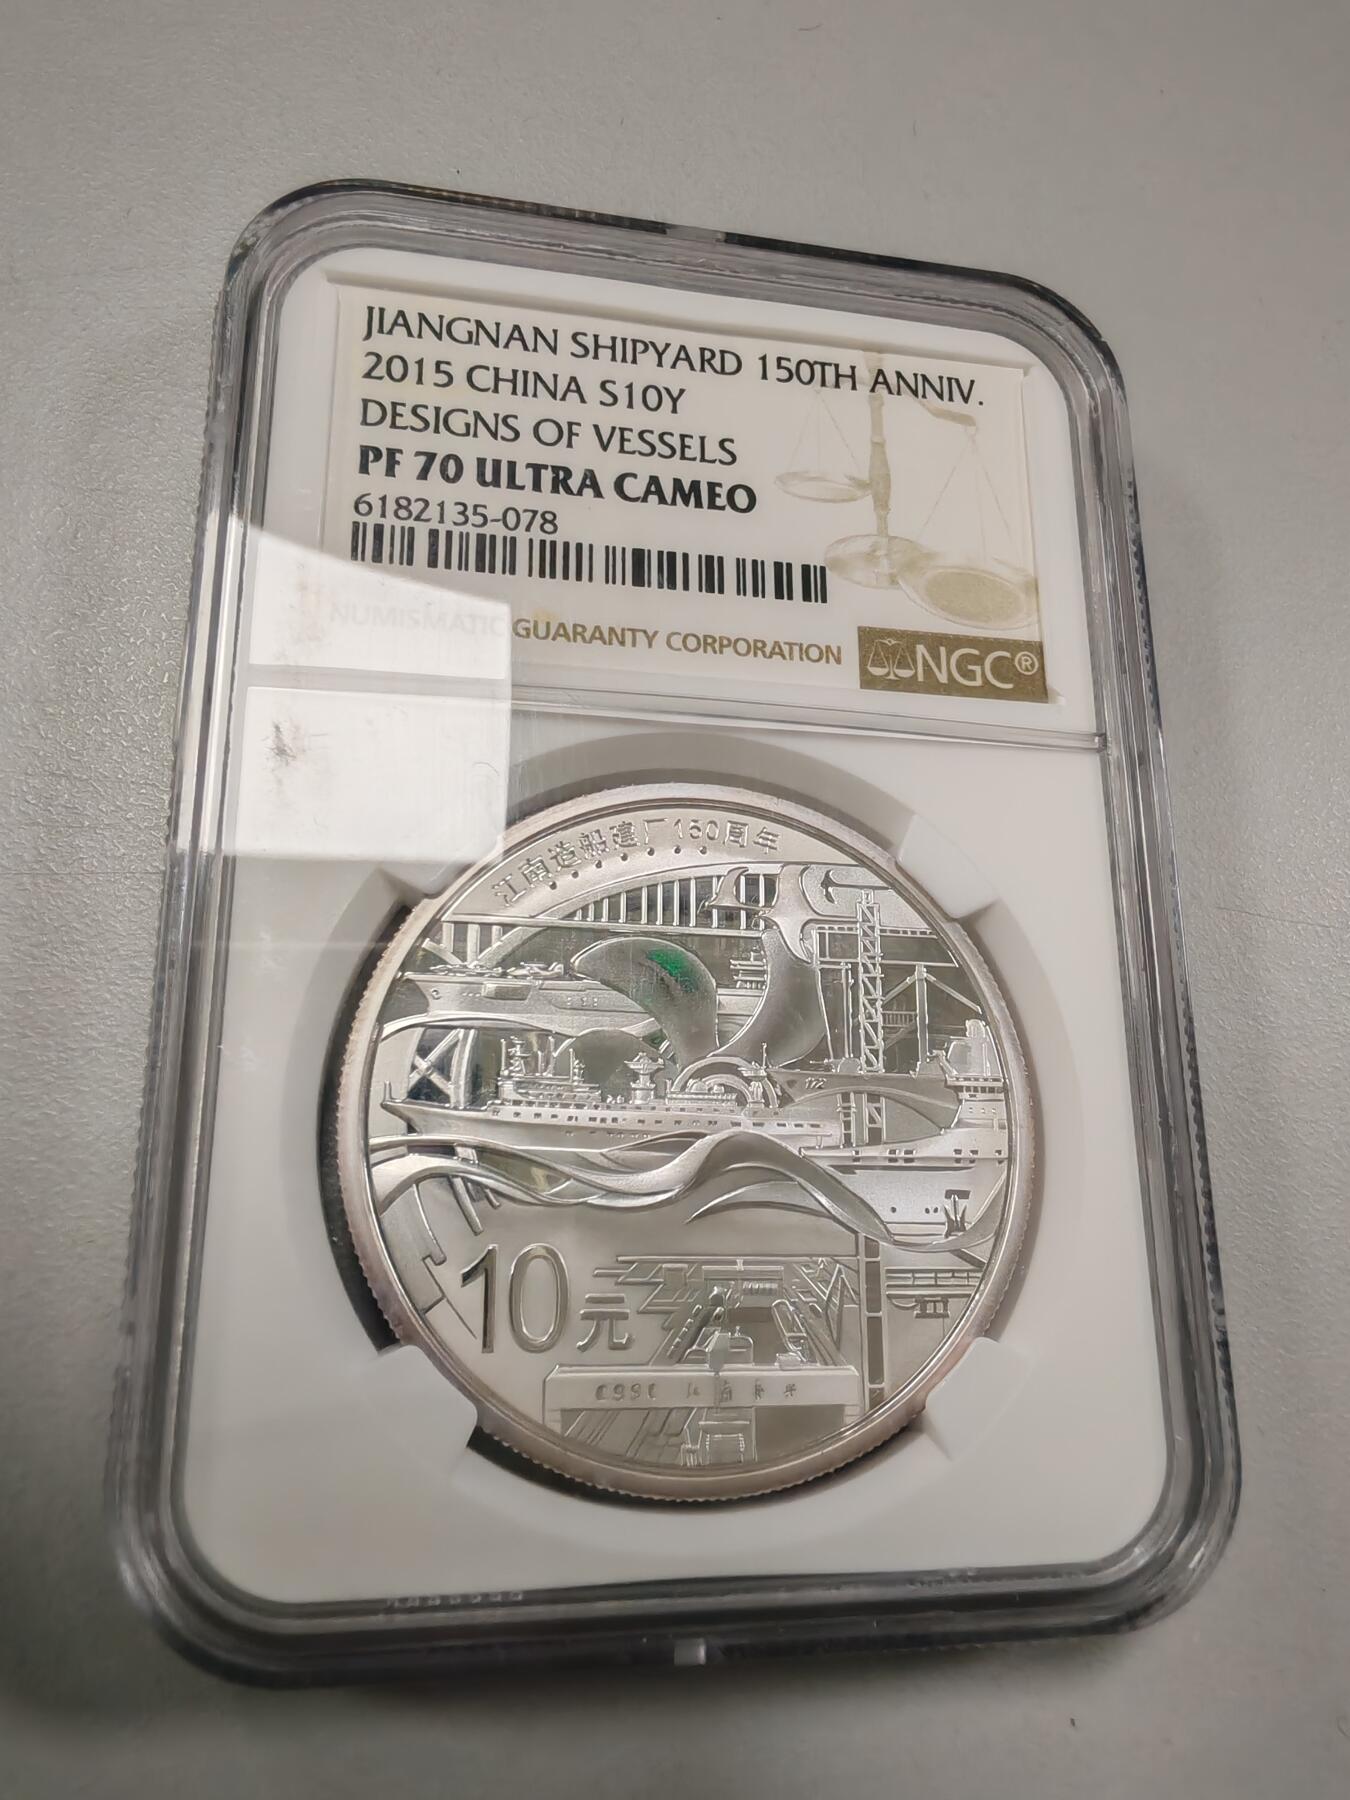 JIANGNAN SHIPYARD 150TH ANNIV.
2015 CHINA S10Y
DESIGNS OF VESSELS
PF 70 ULTRA CAMEO
6182135-078
NUMISMATIC GUARANTY CORPORATION
NGC®
江南造船建厂150周年
172
10元